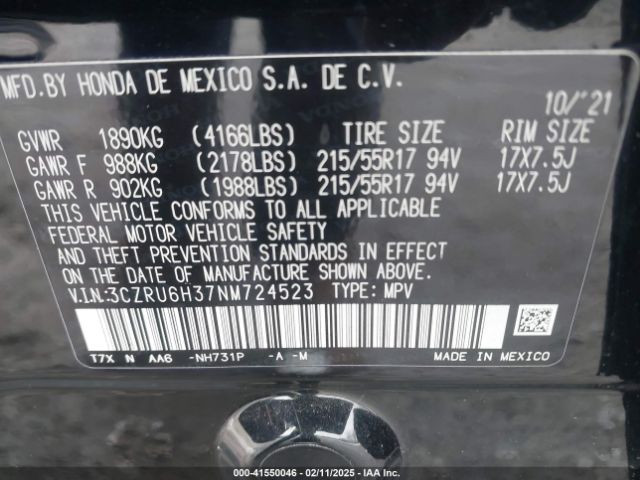 MFD.BY HONDA DE MEXICO S.A. DE C.V.
10/'21
GVWR 1890KG (4166LBS) TIRE SIZE RIM SIZE
GAWR F 988KG (2178LBS) 215/55R17 94V 17X7.5J
GAWR R 902KG (1988LBS) 215/55R17 94V 17X7.5J
THIS VEHICLE CONFORMS TO ALL APPLICABLE
FEDERAL MOTOR VEHICLE SAFETY
AND THEFT PREVENTION STANDARDS IN EFFECT
ON THE DATE OF MANUFACTURE SHOWN ABOVE.
V.I.N:3CZRU6H37NM724523 TYPE: MPV
T7X N AA6 -NH731P -A -M MADE IN MEXICO
000-41550046 - 02/11/2025 - IAA Inc.